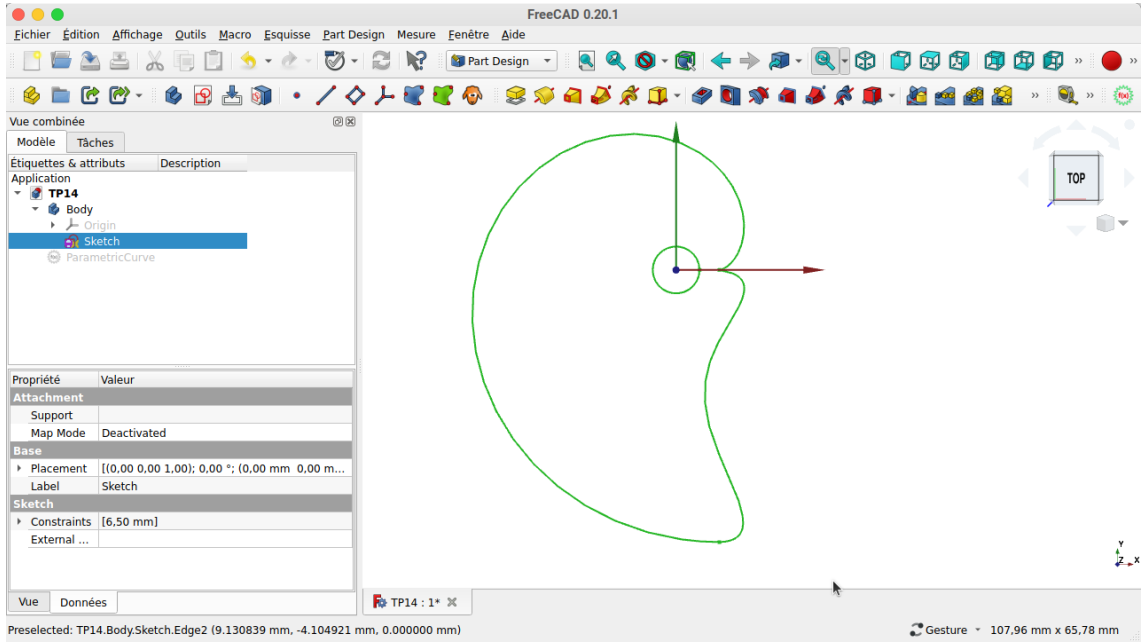 FreeCAD 0.20.1
Fichier Édition Affichage Outils Macro Esquisse Part Design Mesure Fenêtre Aide
Part Design
»
»
»
»
f(x)
Vue combinée
Modèle Tâches
Étiquettes & attributs Description
Application
TP14
Body
Origin
Sketch
ParametricCurve
TOP
Propriété Valeur
Attachment
Support
Map Mode Deactivated
Base
Placement [(0,00 0,00 1,00); 0,00 °; (0,00 mm 0,00 m...
Label Sketch
Sketch
Constraints [6,50 mm]
External ...
Y
Z X
Vue Données
TP14 : 1*
Preselected: TP14.Body.Sketch.Edge2 (9.130839 mm, -4.104921 mm, 0.000000 mm)
Gesture 107,96 mm x 65,78 mm